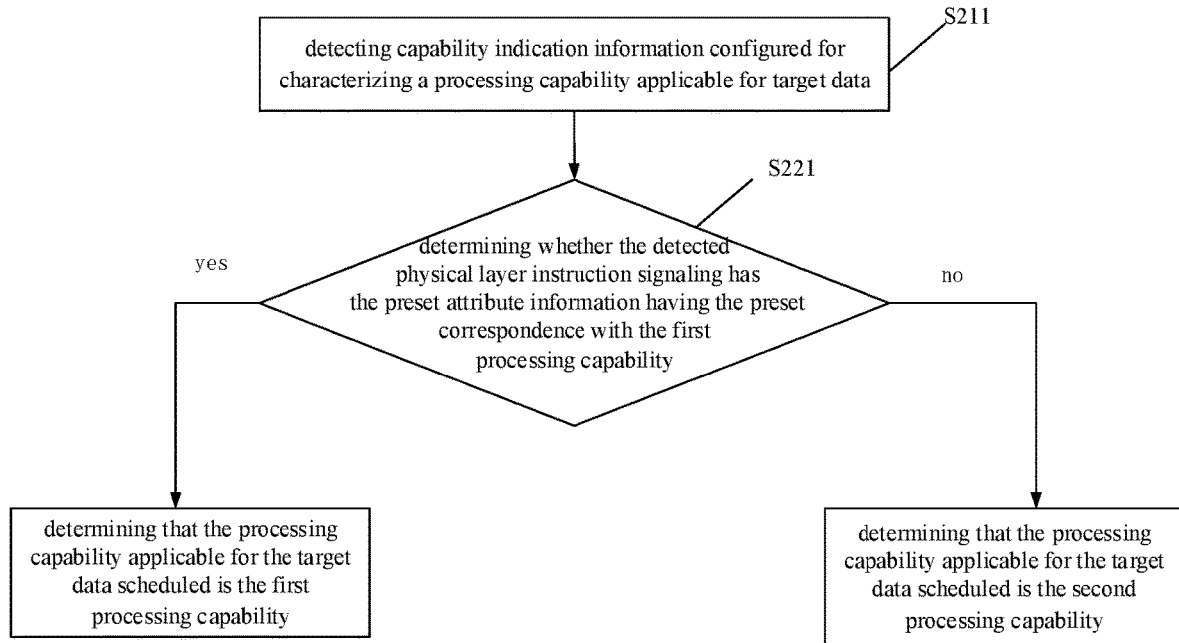 S211
detecting capability indication information configured for
characterizing a processing capability applicable for target data
S221
determining whether the detected
physical layer instruction signaling has
the preset attribute information having the preset
correspondence with the first
processing capability
yes
no
determining that the processing
capability applicable for the target
data scheduled is the first
processing capability
determining that the processing
capability applicable for the target
data scheduled is the second
processing capability